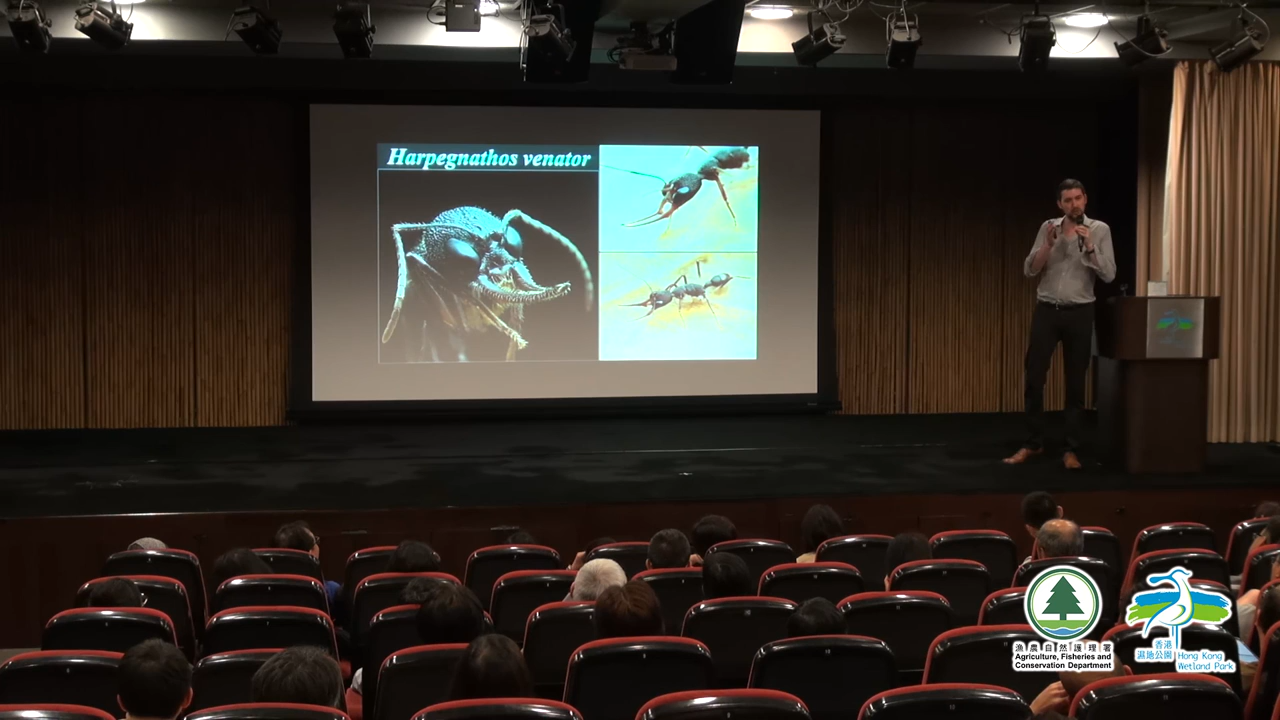 Harpegnathos venator
漁農自然護理署
Agriculture, Fisheries and
Conservation Department
香港
濕地公園
Hong Kong
Wetland Park